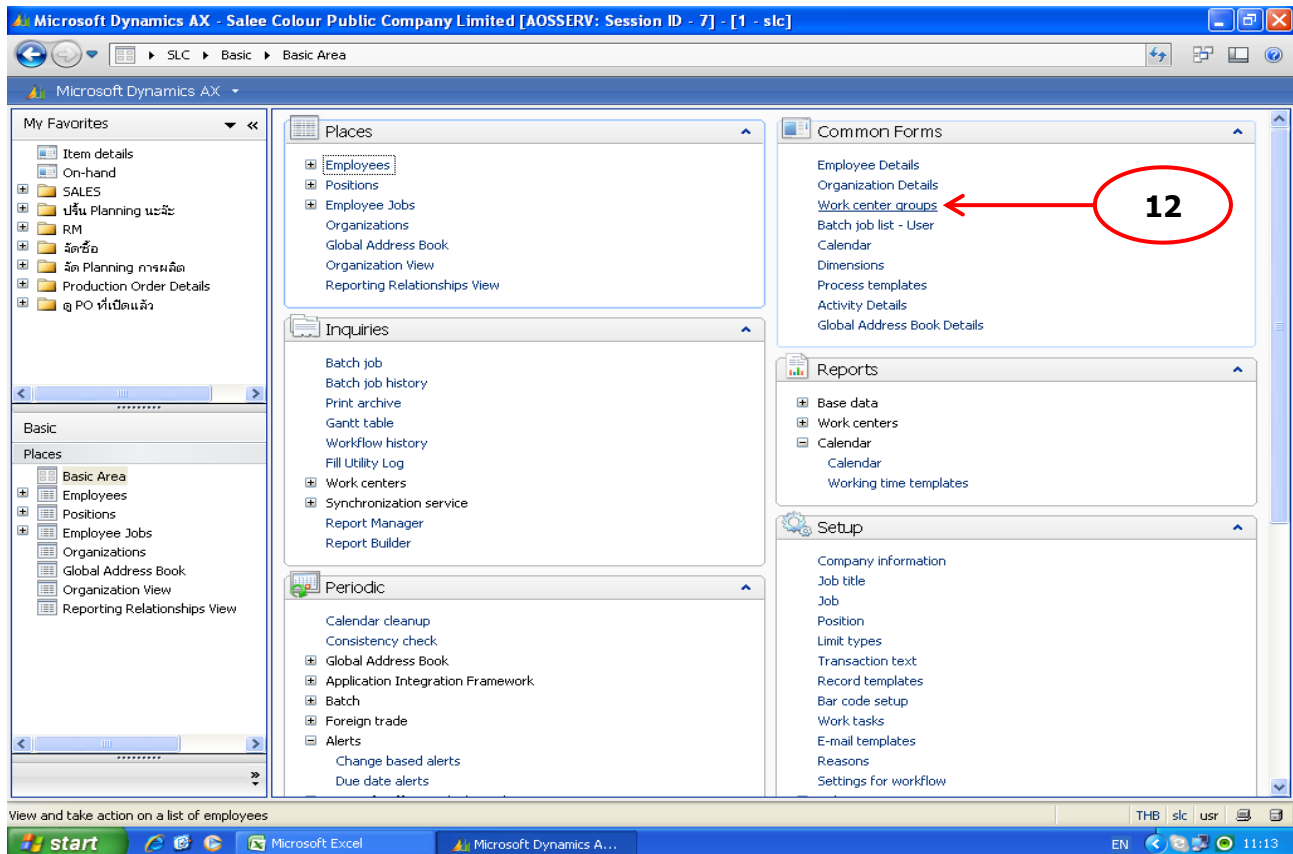 Microsoft Dynamics AX - Salee Colour Public Company Limited [AOSSERV: Session ID - 7] - [1 - slc]
SLC Basic Basic Area
Microsoft Dynamics AX
My Favorites
Item details
On-hand
SALES
ปริ้น Planning นะจ๊ะ
RM
จัดซื้อ
จัด Planning การผลิต
Production Order Details
ดู PO ที่เปิดแล้ว
Basic
Places
Basic Area
Employees
Positions
Employee Jobs
Organizations
Global Address Book
Organization View
Reporting Relationships View
Places
Employees
Positions
Employee Jobs
Organizations
Global Address Book
Organization View
Reporting Relationships View
Inquiries
Batch job
Batch job history
Print archive
Gantt table
Workflow history
Fill Utility Log
Work centers
Synchronization service
Report Manager
Report Builder
Periodic
Calendar cleanup
Consistency check
Global Address Book
Application Integration Framework
Batch
Foreign trade
Alerts
Change based alerts
Due date alerts
Common Forms
Employee Details
Organization Details
Work center groups
12
Batch job list - User
Calendar
Dimensions
Process templates
Activity Details
Global Address Book Details
Reports
Base data
Work centers
Calendar
Calendar
Working time templates
Setup
Company information
Job title
Job
Position
Limit types
Transaction text
Record templates
Bar code setup
Work tasks
E-mail templates
Reasons
Settings for workflow
View and take action on a list of employees
THB slc usr
start
Microsoft Excel
Microsoft Dynamics A...
EN
11:13